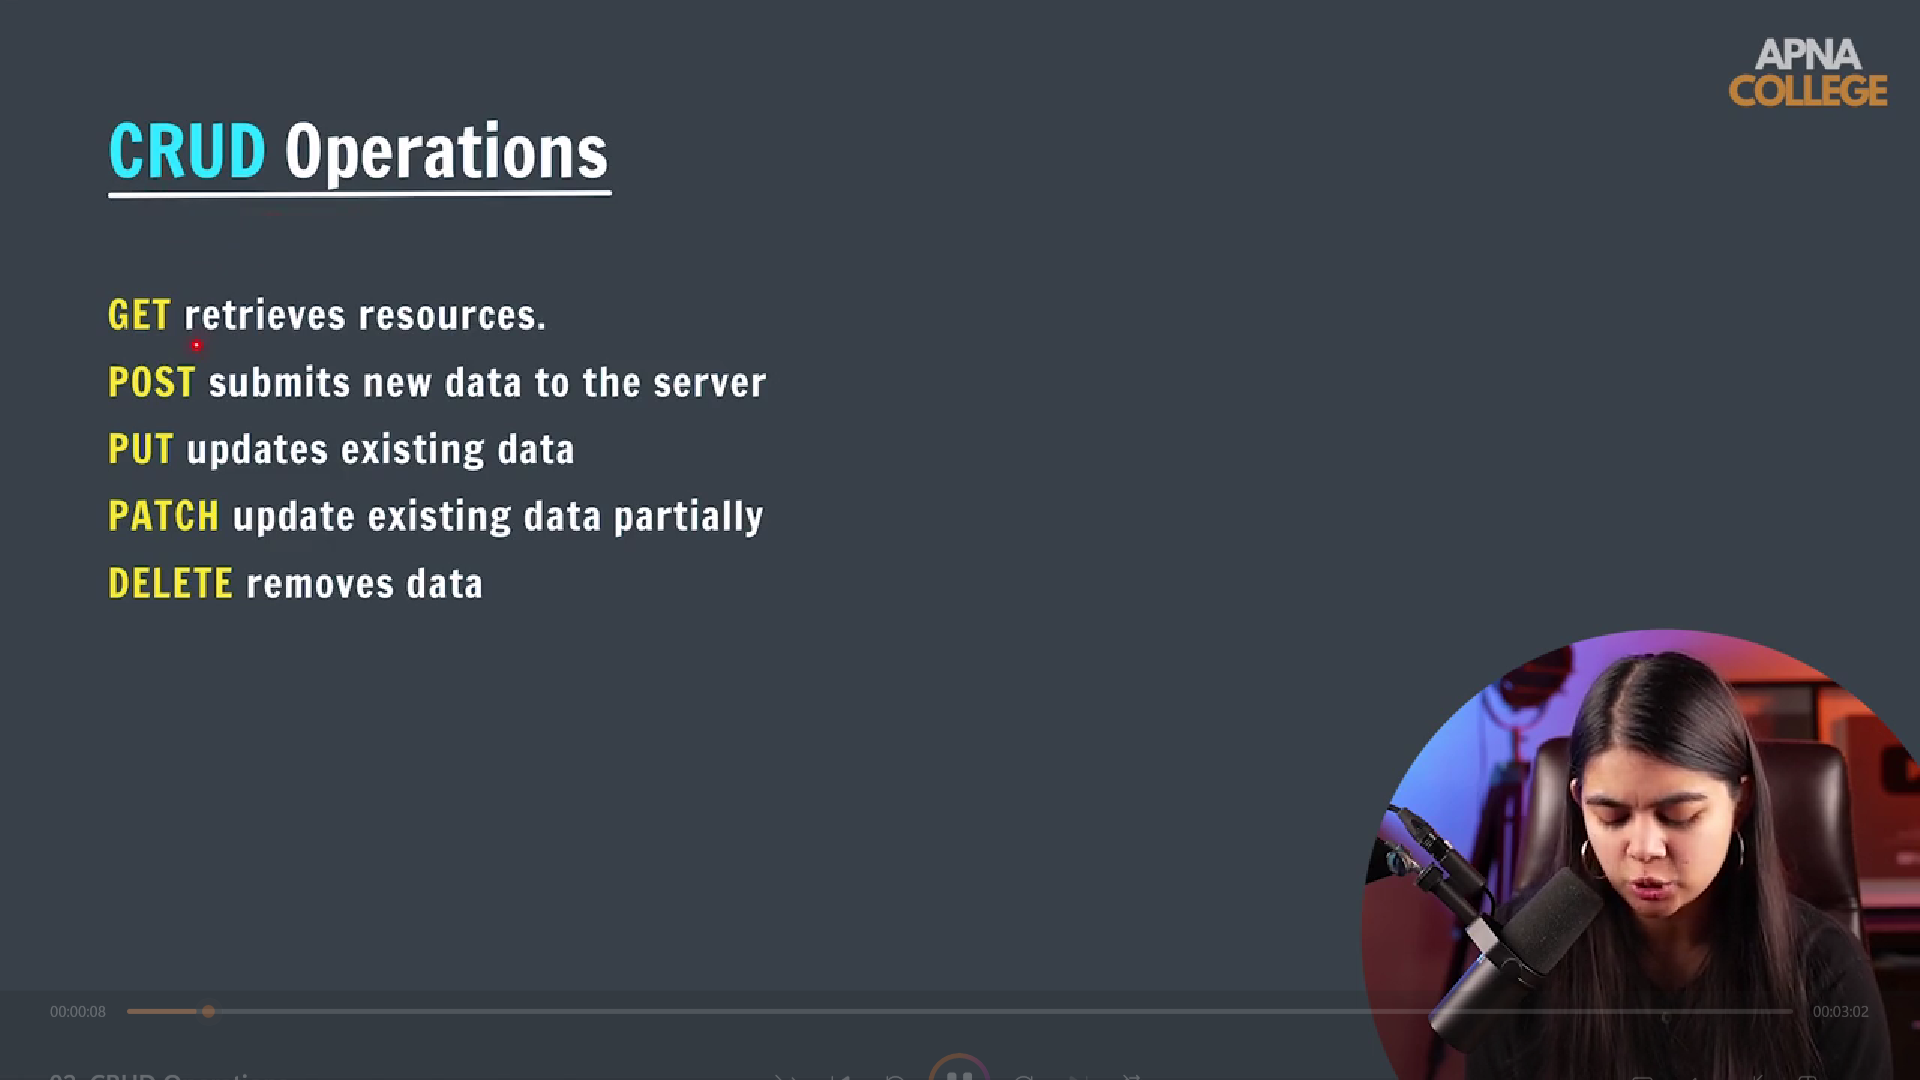 APNA
COLLEGE
CRUD Operations
GET retrieves resources.
POST submits new data to the server
PUT updates existing data
PATCH update existing data partially
DELETE removes data
00:00:08
00:03:02